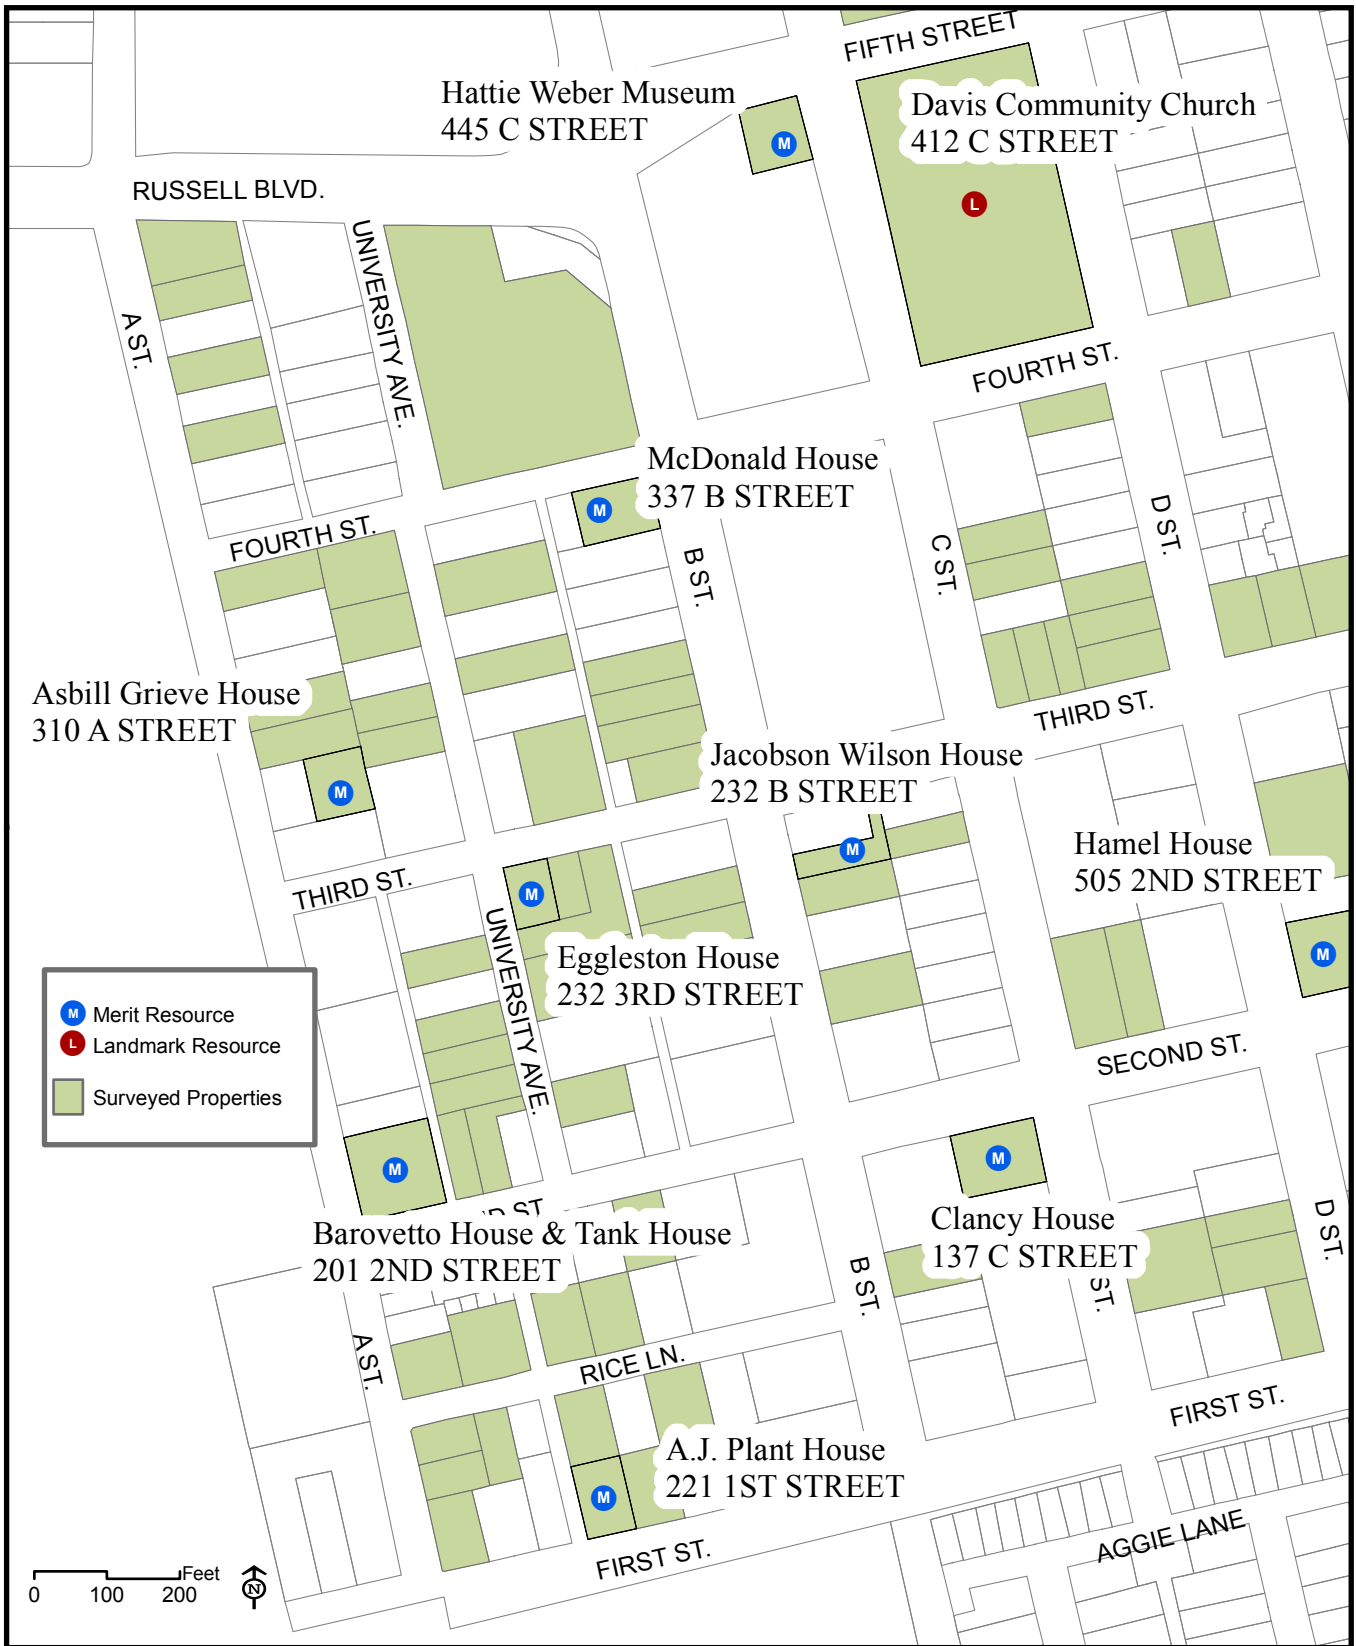 FIFTH STREET
Hattie Weber Museum
445 C STREET
Davis Community Church
412 C STREET
M
L
RUSSELL BLVD.
UNIVERSITY AVE.
A ST.
FOURTH ST.
McDonald House
337 B STREET
M
FOURTH ST.
B ST.
C ST.
D ST.
Asbill Grieve House
310 A STREET
M
THIRD ST.
Jacobson Wilson House
232 B STREET
M
Hamel House
505 2ND STREET
M
THIRD ST.
M
UNIVERSITY AVE.
Eggleston House
232 3RD STREET
M Merit Resource
L Landmark Resource
Surveyed Properties
SECOND ST.
M
M
ND ST
Barovetto House & Tank House
201 2ND STREET
Clancy House
137 C STREET
D ST.
B ST.
ST.
A ST.
RICE LN.
FIRST ST.
A.J. Plant House
221 1ST STREET
M
AGGIE LANE
FIRST ST.
Feet
0 100 200
N